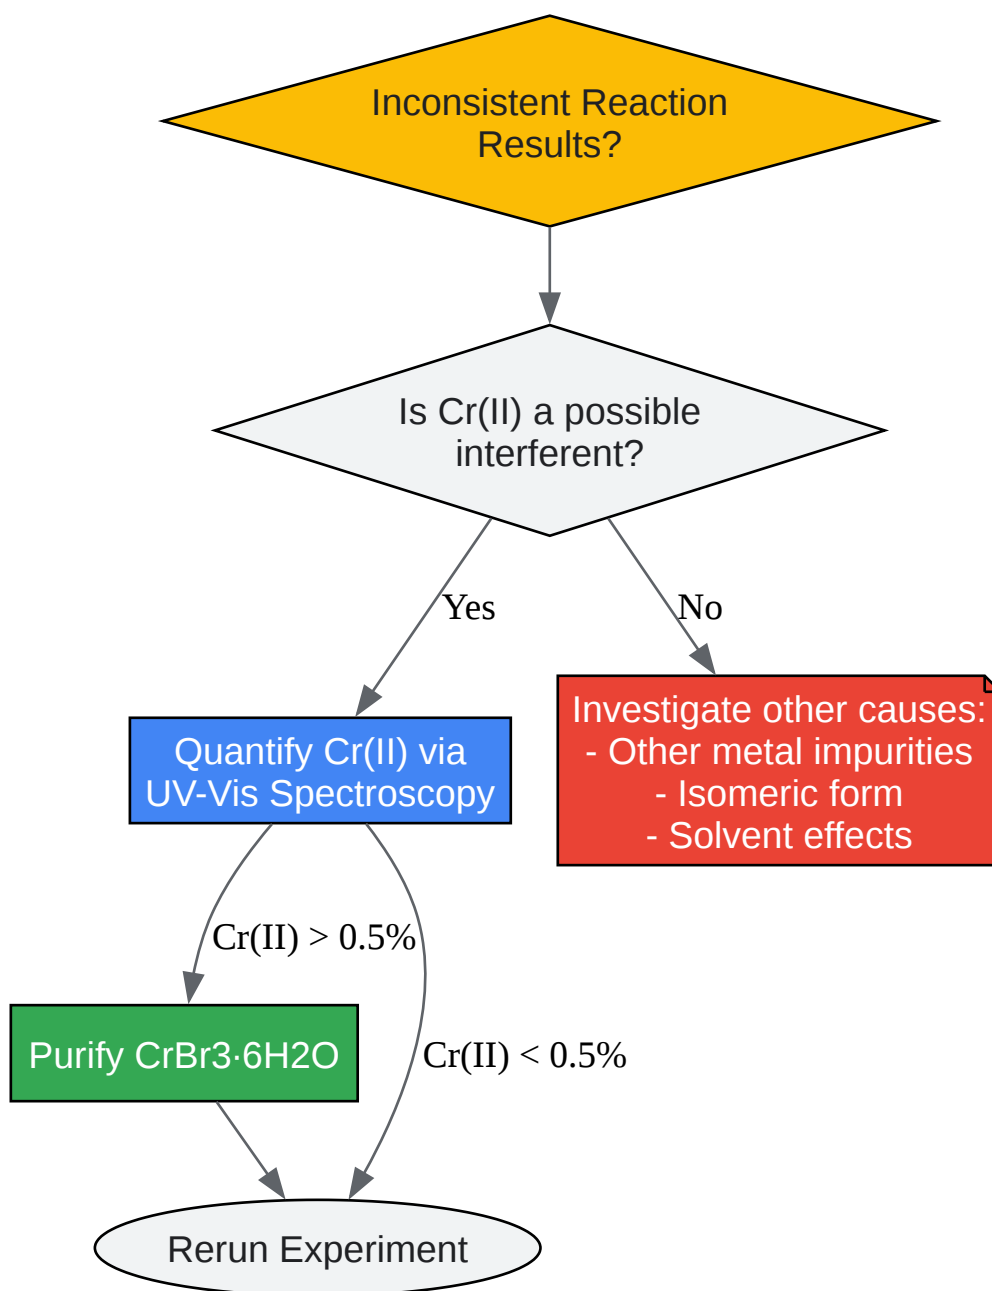 Inconsistent Reaction
Results?
Is Cr(II) a possible
interferent?
Yes
No
Investigate other causes:
- Other metal impurities
- Isomeric form
- Solvent effects
Quantify Cr(II) via
UV-Vis Spectroscopy
Cr(II) > 0.5%
Purify CrBr3·6H2O
Cr(II) < 0.5%
Rerun Experiment